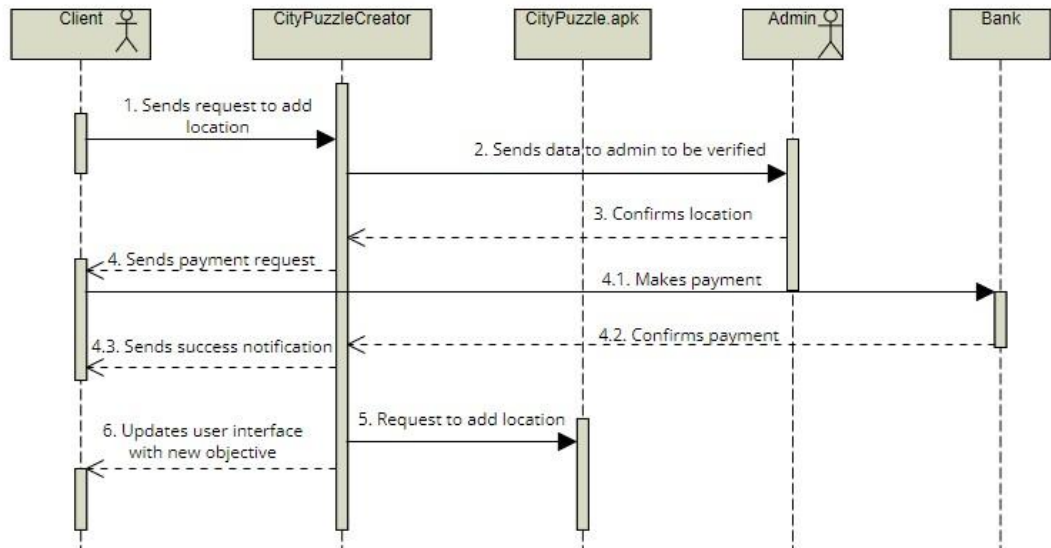 Client
CityPuzzleCreator
CityPuzzle.apk
Admin
Bank
1. Sends request to add
location
2. Sends data to admin to be verified
3. Confirms location
4. Sends payment request
4.1. Makes payment
4.2. Confirms payment
4.3. Sends success notification
5. Request to add location
6. Updates user interface
with new objective